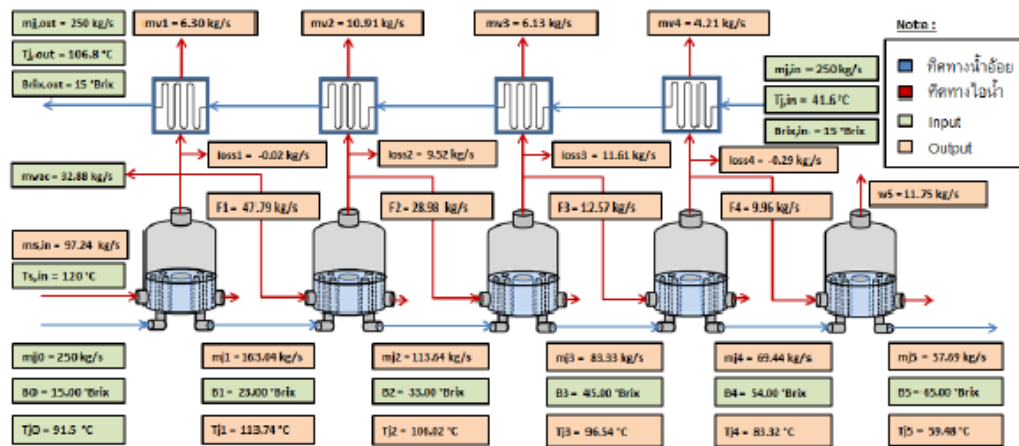 mj,out = 250 kg/s
Tj,out = 106.8 °C
Brix,out = 15 °Brix
mv1 = 6.30 kg/s
mv2 = 10.91 kg/s
mv3 = 6.13 kg/s
mv4 = 4.21 kg/s
mj,in = 250 kg/s
Tj,in = 41.6 °C
Brix,in = 15 °Brix
Note :
ทิศทางน้ำอ้อย
ทิศทางไอน้ำ
Input
Output
loss1 = -0.02 kg/s
loss2 = 9.52 kg/s
loss3 = 11.61 kg/s
loss4 = -0.29 kg/s
mvac = 32.88 kg/s
F1 = 47.79 kg/s
F2 = 28.98 kg/s
F3 = 12.57 kg/s
F4 = 9.96 kg/s
w5 = 11.75 kg/s
ms,in = 97.24 kg/s
Ts,in = 120 °C
mj0 = 250 kg/s
B0 = 15.00 °Brix
Tj0 = 91.5 °C
mj1 = 163.04 kg/s
B1 = 23.00 °Brix
Tj1 = 113.74 °C
mj2 = 113.64 kg/s
B2 = 33.00 °Brix
Tj2 = 106.02 °C
mj3 = 83.33 kg/s
B3 = 45.00 °Brix
Tj3 = 96.54 °C
mj4 = 69.44 kg/s
B4 = 54.00 °Brix
Tj4 = 83.32 °C
mj5 = 57.69 kg/s
B5 = 65.00 °Brix
Tj5 = 59.48 °C